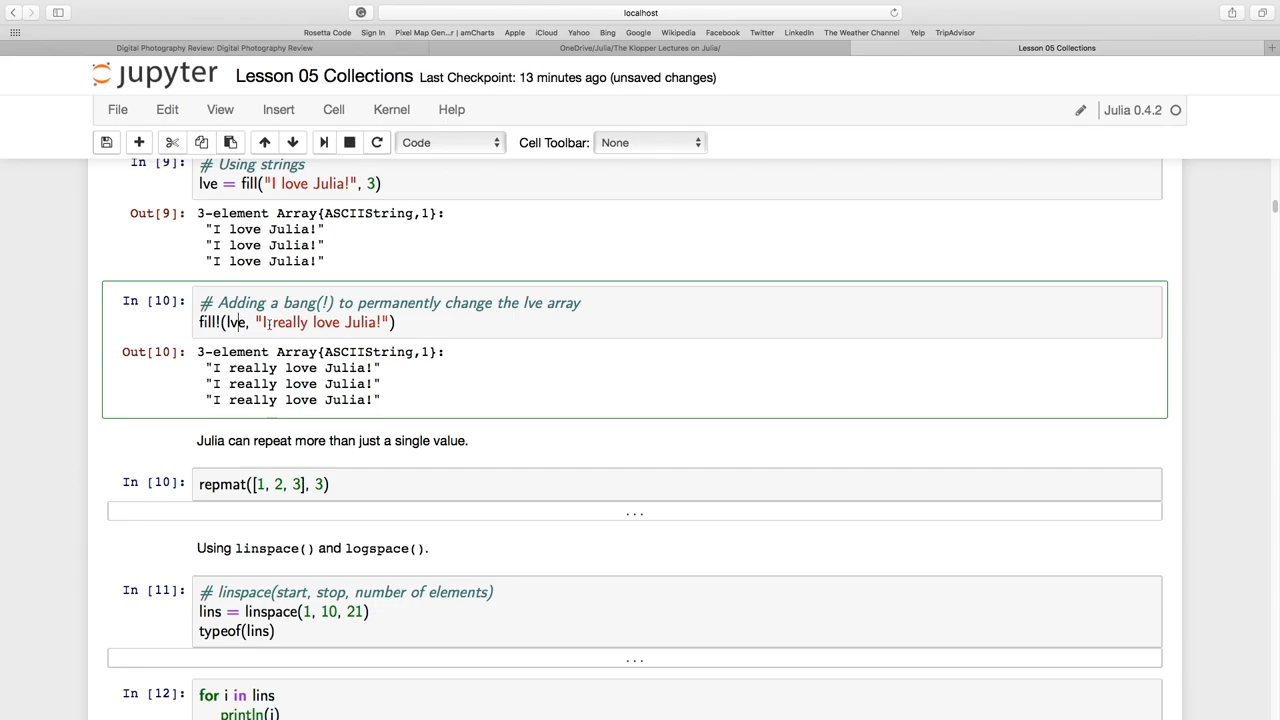 localhost
Rosetta Code Sign In Pixel Map Gen...r | amCharts Apple iCloud Yahoo Bing Google Wikipedia Facebook Twitter LinkedIn The Weather Channel Yelp TripAdvisor
Digital Photography Review: Digital Photography Review OneDrive/Julia/The Klopper Lectures on Julia/ Lesson 05 Collections
jupyter Lesson 05 Collections Last Checkpoint: 13 minutes ago (unsaved changes)
File Edit View Insert Cell Kernel Help Julia 0.4.2
Code Cell Toolbar: None
In [9]: # Using strings
lve = fill("I love Julia!", 3)
Out[9]: 3-element Array{ASCIIString,1}:
"I love Julia!"
"I love Julia!"
"I love Julia!"
In [10]: # Adding a bang(!) to permanently change the lve array
fill!(lve, "I really love Julia!")
Out[10]: 3-element Array{ASCIIString,1}:
"I really love Julia!"
"I really love Julia!"
"I really love Julia!"
Julia can repeat more than just a single value.
In [10]: repmat([1, 2, 3], 3)
...
Using linspace() and logspace().
In [11]: # linspace(start, stop, number of elements)
lins = linspace(1, 10, 21)
typeof(lins)
...
In [12]: for i in lins
println(i)